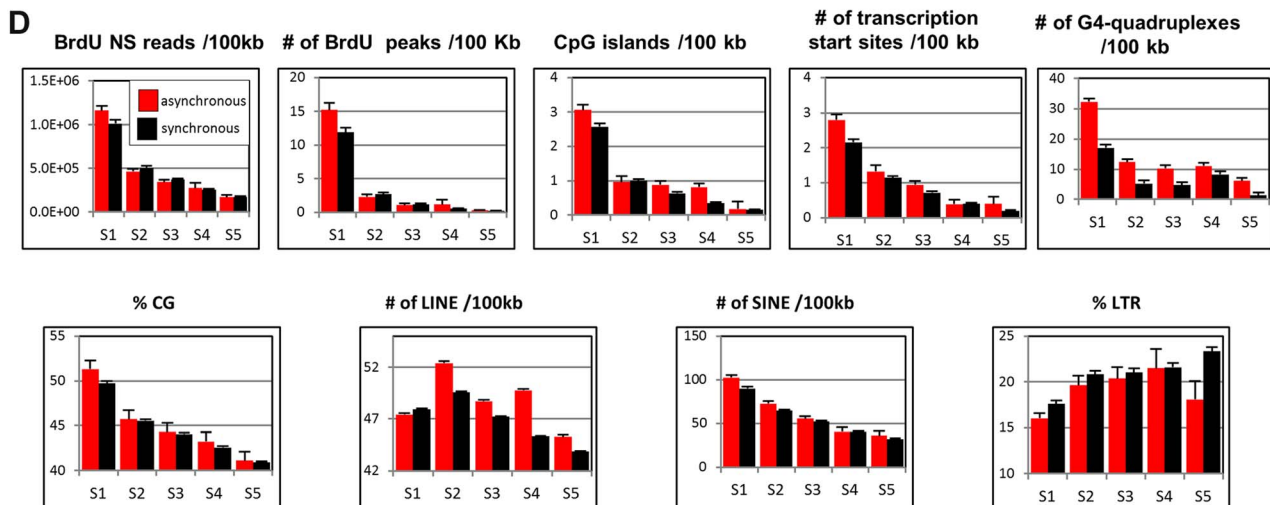 D
BrdU NS reads /100kb
1.5E+06
1.0E+06
5.0E+05
0.0E+00
asynchronous
synchronous
S1 S2 S3 S4 S5
# of BrdU peaks/100 Kb
20
15
10
5
0
S1 S2 S3 S4 S5
CpG islands /100 kb
4
3
2
1
0
S1 S2 S3 S4 S5
# of transcription
start sites/100 kb
4
3
2
1
0
S1 S2 S3 S4 S5
# of G4-quadruplexes
/100 kb
40
30
20
10
0
S1 S2 S3 S4 S5
% CG
55
50
45
40
S1 S2 S3 S4 S5
# of LINE /100kb
52
47
42
S1 S2 S3 S4 S5
# of SINE /100kb
150
100
50
0
S1 S2 S3 S4 S5
% LTR
25
20
15
10
S1 S2 S3 S4 S5